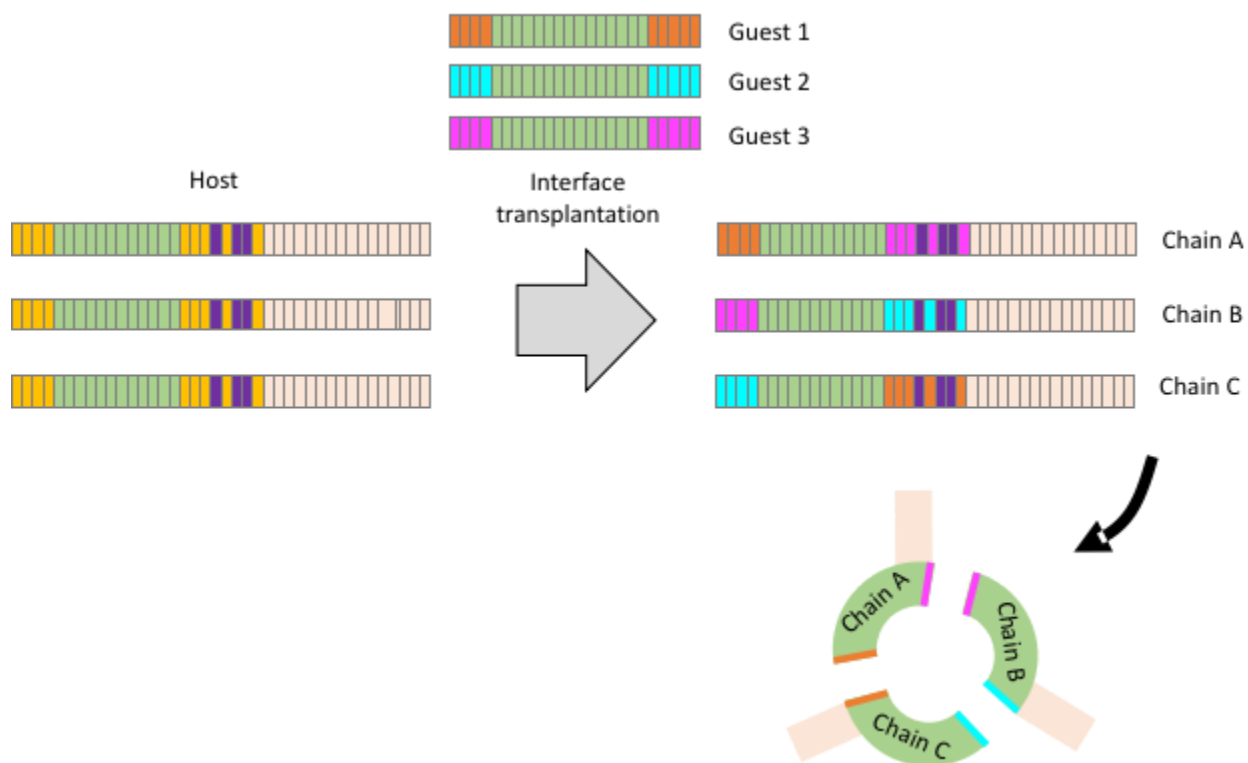 Guest 1
Guest 2
Guest 3
Host
Interface
transplantation
Chain A
Chain B
Chain C
Chain A
Chain B
Chain C